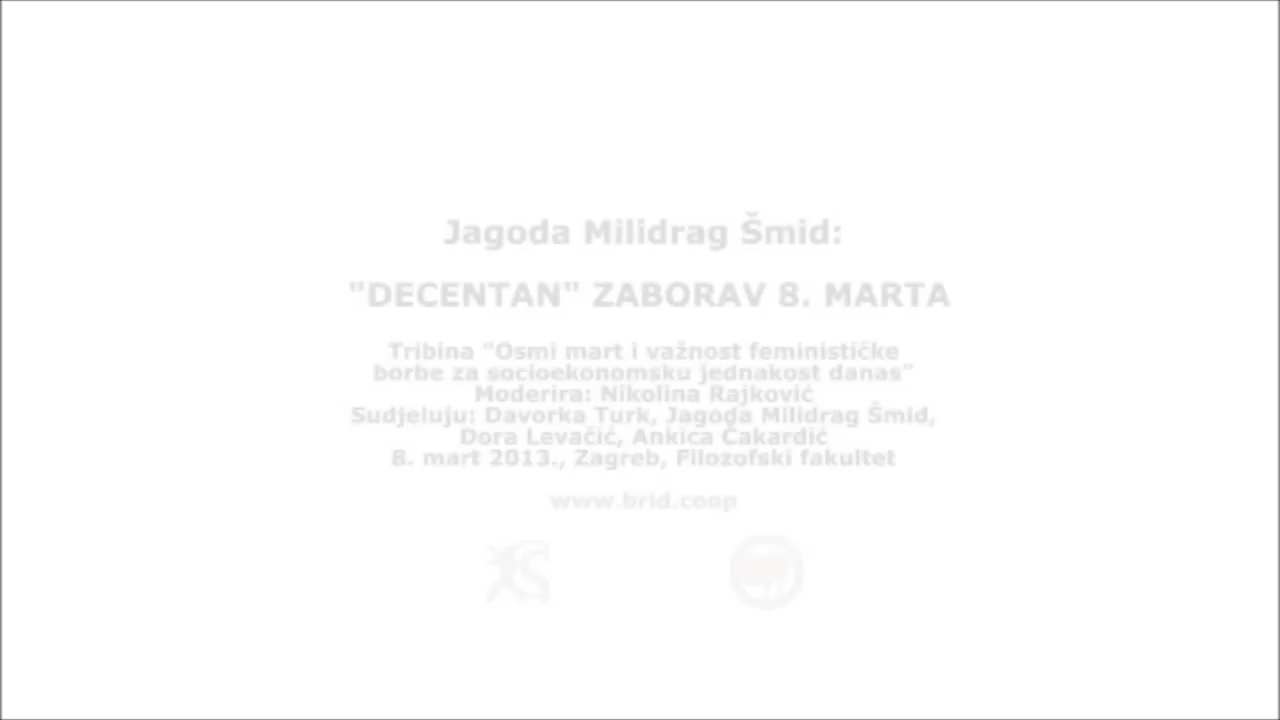 Jagoda Milidrag Šmid:
"DECENTAN" ZABORAV 8. MARTA
Tribina "Osmi mart i važnost feminističke
borbe za socioekonomsku jednakost danas"
Moderira: Nikolina Rajković
Sudjeluju: Davorka Turk, Jagoda Milidrag Šmid,
Dora Levačić, Ankica Čakardić
8. mart 2013., Zagreb, Filozofski fakultet
www.brid.coop